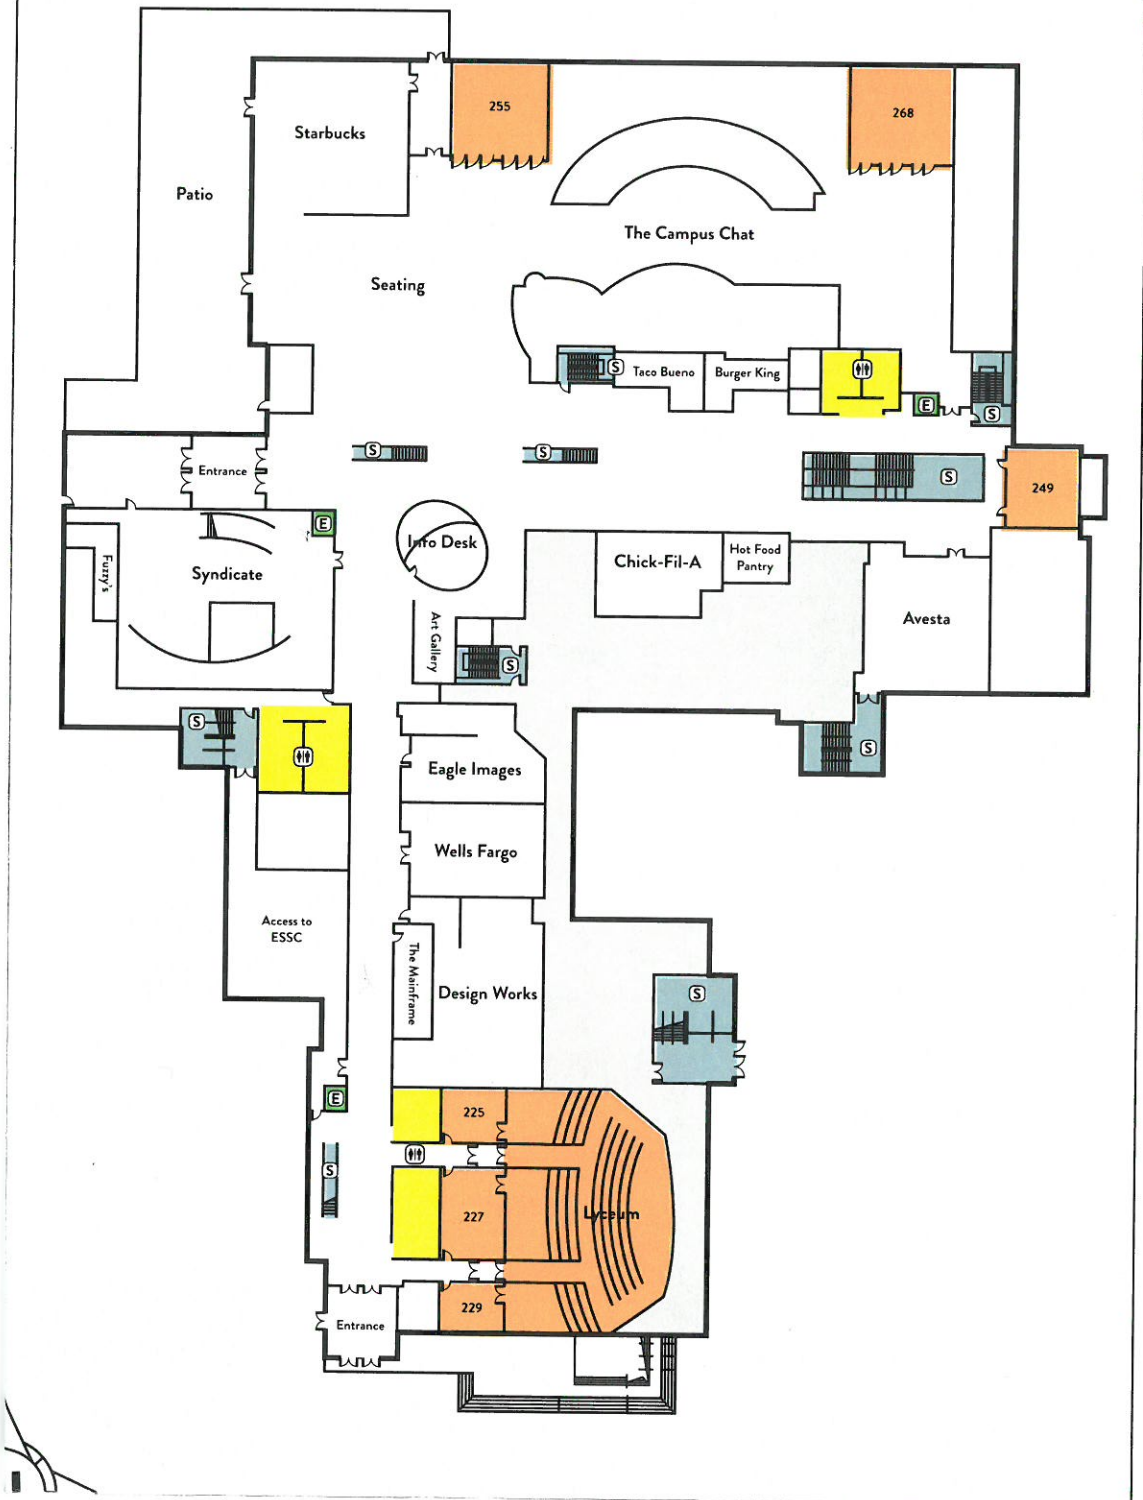 255
268
Starbucks
Patio
The Campus Chat
Seating
S
Taco Bueno
Burger King
E
S
S
S
Entrance
S
249
E
Info Desk
Fuzzy's
Syndicate
Chick-Fil-A
Hot Food
Pantry
Art Gallery
Avesta
S
S
S
Eagle Images
Wells Fargo
Access to
ESSC
The Mainframe
Design Works
S
E
225
S
227
Lyceum
229
Entrance